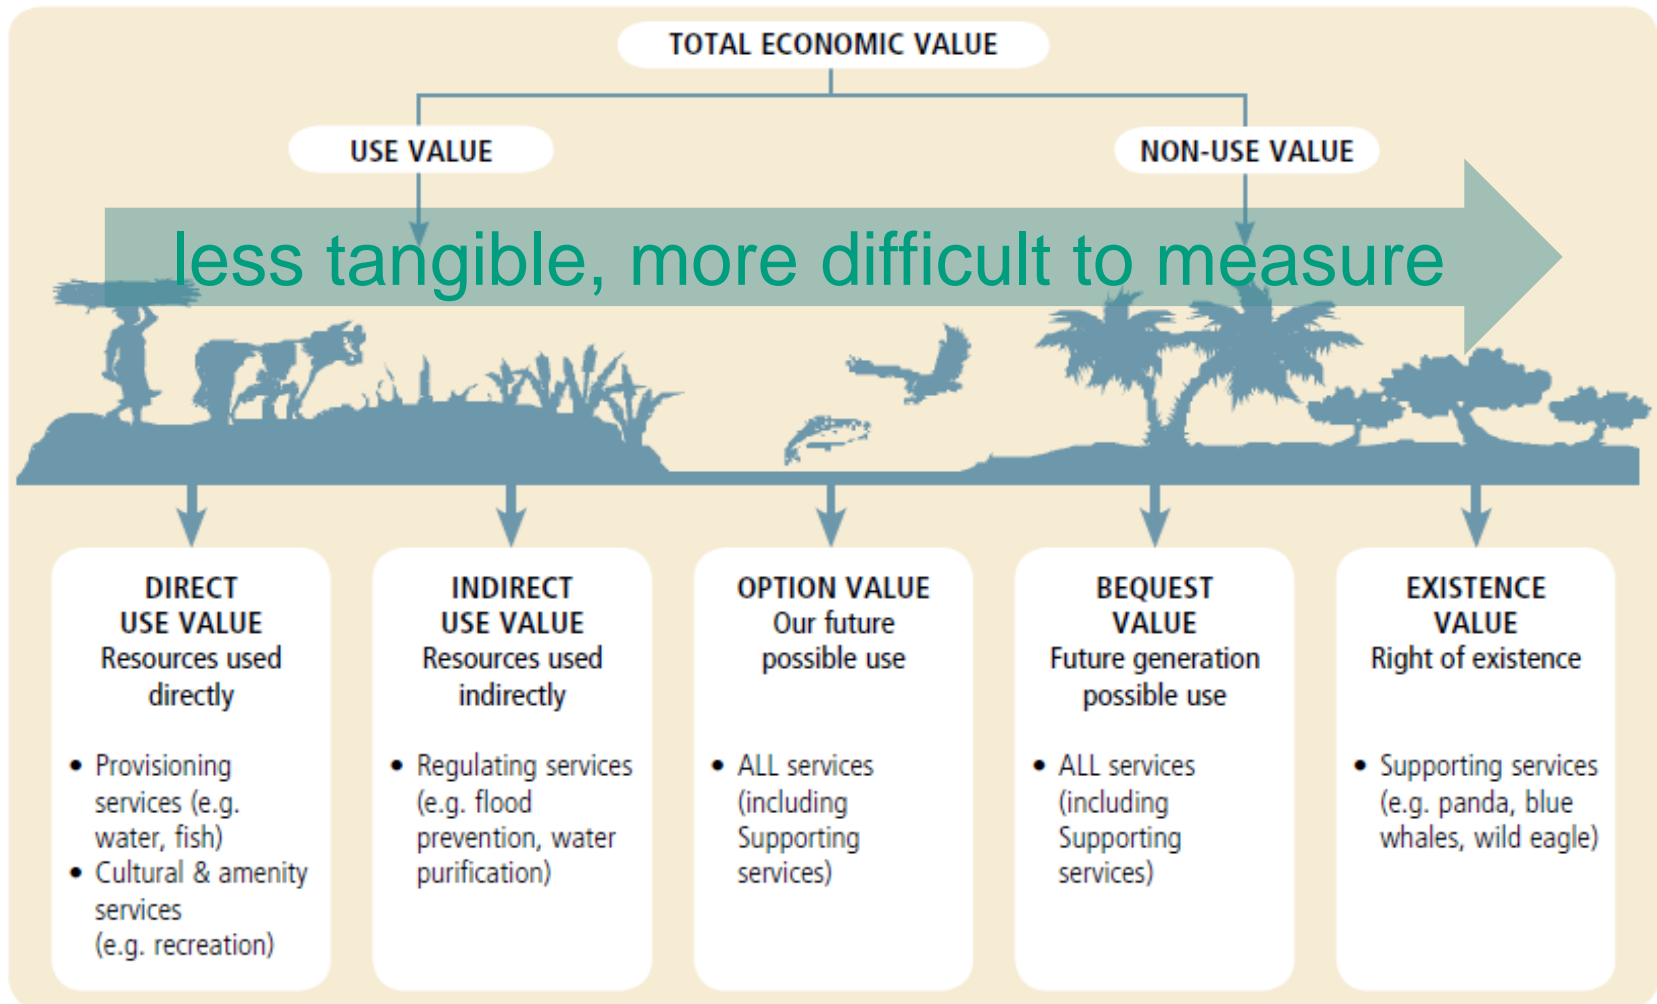 TOTAL ECONOMIC VALUE
USE VALUE
NON-USE VALUE
less tangible, more difficult to measure
DIRECT
USE VALUE
Resources used
directly
• Provisioning
services (e.g.
water, fish)
• Cultural & amenity
services
(e.g. recreation)
INDIRECT
USE VALUE
Resources used
indirectly
• Regulating services
(e.g. flood
prevention, water
purification)
OPTION VALUE
Our future
possible use
• ALL services
(including
Supporting
services)
BEQUEST
VALUE
Future generation
possible use
• ALL services
(including
Supporting
services)
EXISTENCE
VALUE
Right of existence
• Supporting services
(e.g. panda, blue
whales, wild eagle)